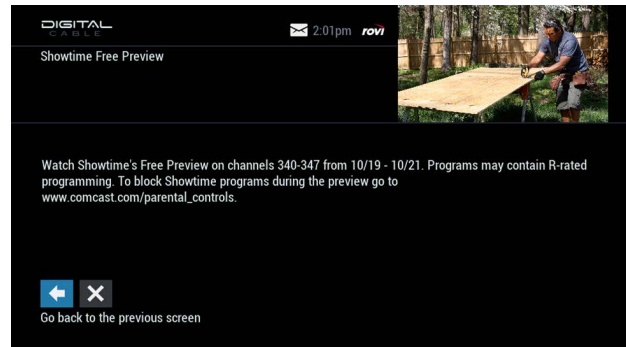 DIGITAL
CABLE
2:01pm rovi
Showtime Free Preview
Watch Showtime's Free Preview on channels 340-347 from 10/19 - 10/21. Programs may contain R-rated
programming. To block Showtime programs during the preview go to
www.comcast.com/parental_controls.
Go back to the previous screen